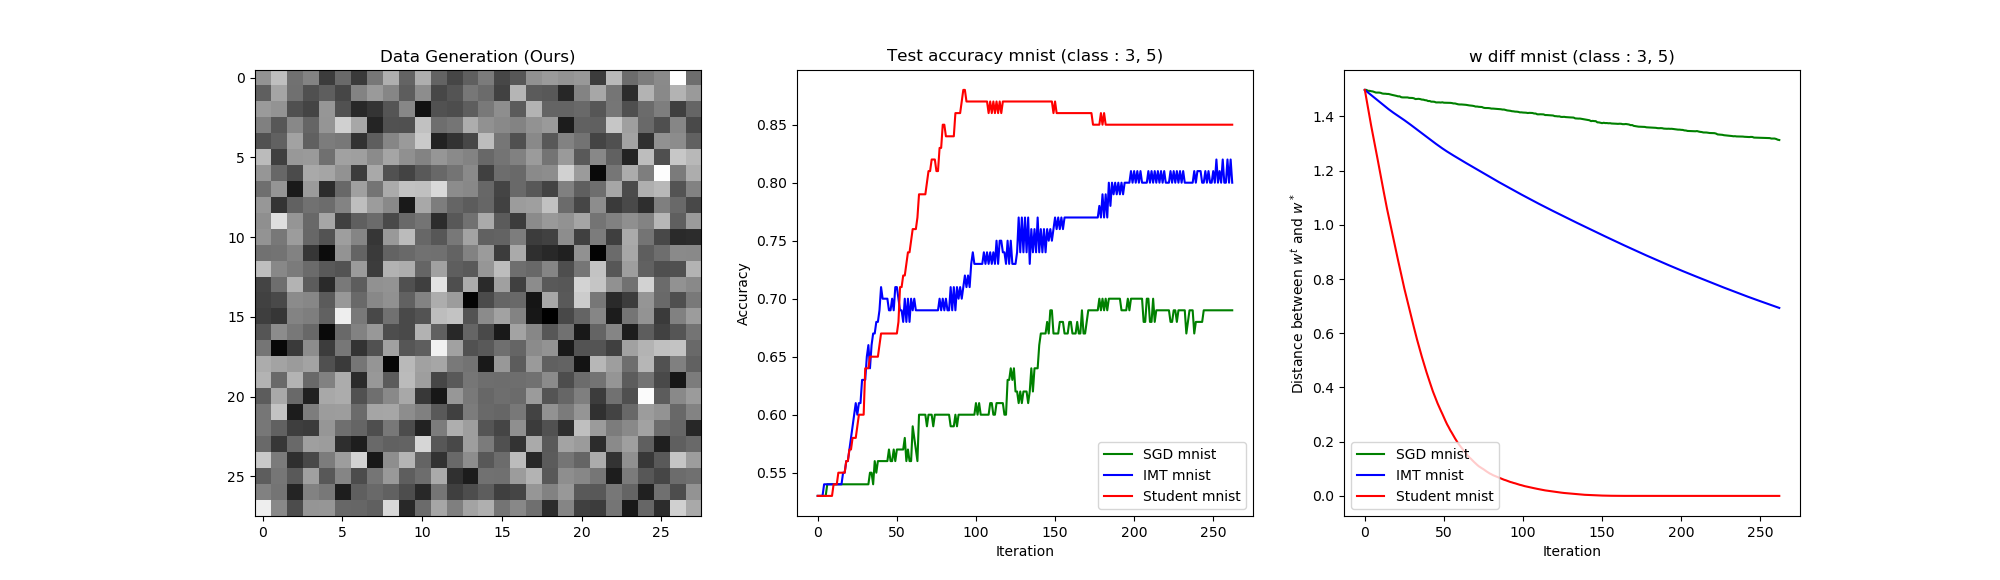 Data Generation (Ours)
0
5
10
15
20
25
0 5 10 15 20 25
Test accuracy mnist (class : 3, 5)
Accuracy
0.85
0.80
0.75
0.70
0.65
0.60
0.55
SGD mnist
IMT mnist
Student mnist
0 50 100 150 200 250
Iteration
w diff mnist (class : 3, 5)
Distance between w^t and w^*
1.4
1.2
1.0
0.8
0.6
0.4
0.2
0.0
SGD mnist
IMT mnist
Student mnist
0 50 100 150 200 250
Iteration